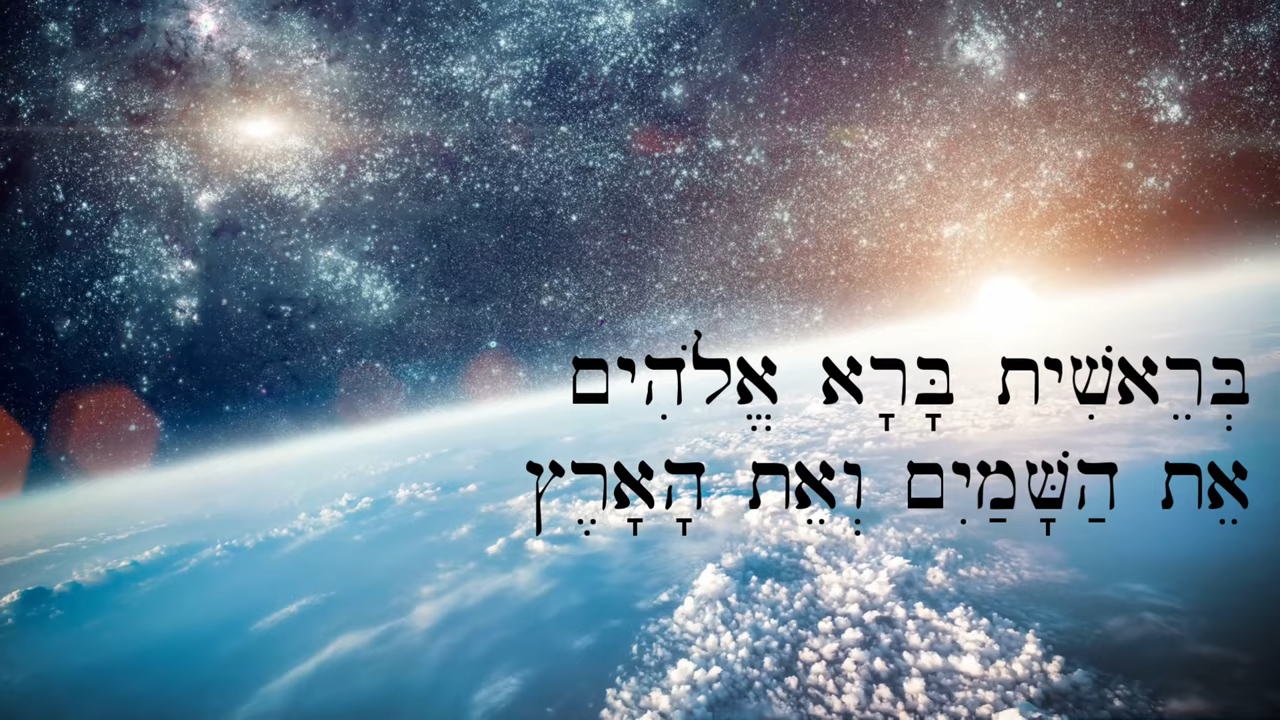 בְּרֵאשִׁית בָּרָא אֱלֹהִים
אֵת הַשָּׁמַיִם וְאֵת הָאָרֶץ